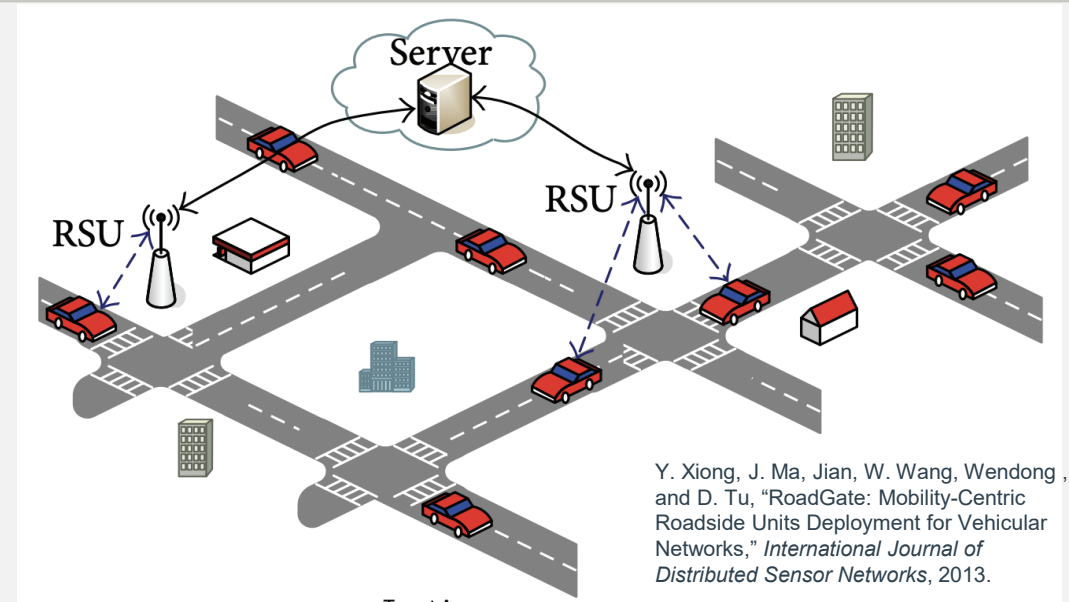 Server
RSU
RSU
Y. Xiong, J. Ma, Jian, W. Wang, Wendong ,
and D. Tu, “RoadGate: Mobility-Centric
Roadside Units Deployment for Vehicular
Networks,” International Journal of
Distributed Sensor Networks, 2013.